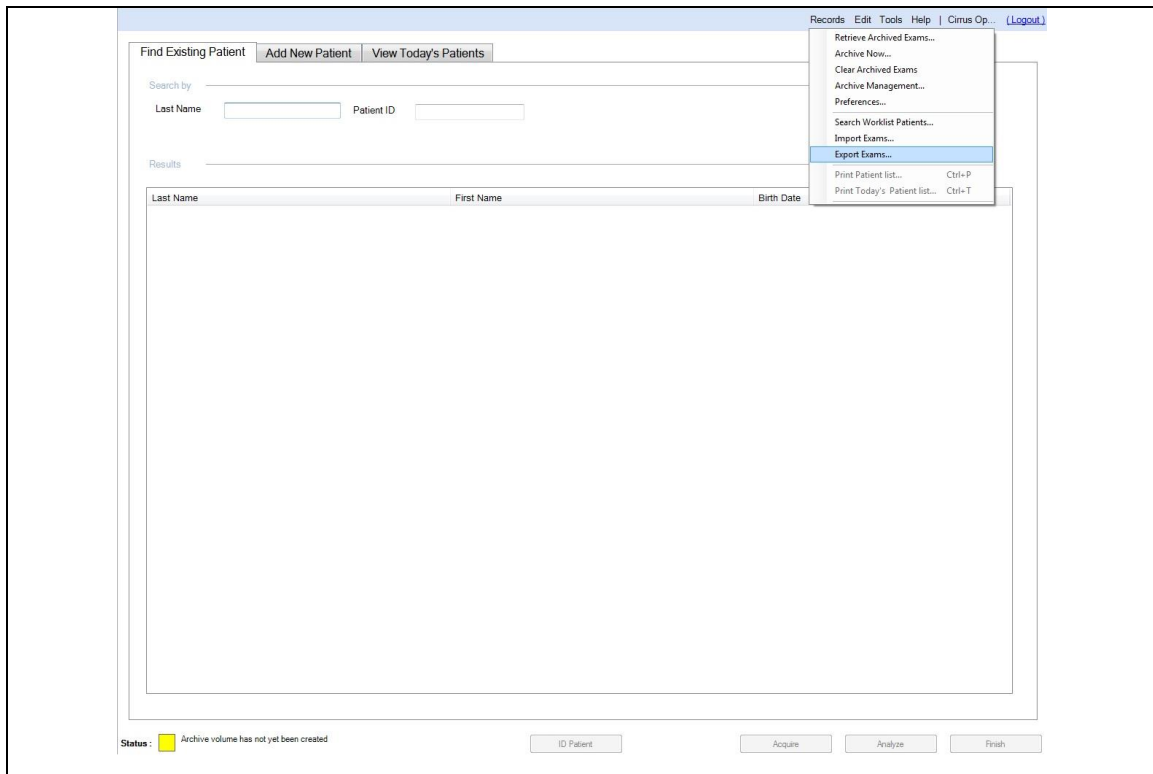 Records Edit Tools Help | Cirrus Op... (Logout)
Retrieve Archived Exams...
Archive Now...
Clear Archived Exams
Archive Management...
Preferences...
Search Worklist Patients...
Import Exams...
Export Exams...
Print Patient list... Ctrl+P
Print Today's Patient list... Ctrl+T
Find Existing Patient Add New Patient View Today's Patients
Search by
Last Name Patient ID
Results
Last Name First Name Birth Date
Status : Archive volume has not yet been created ID Patient Acquire Analyze Finish